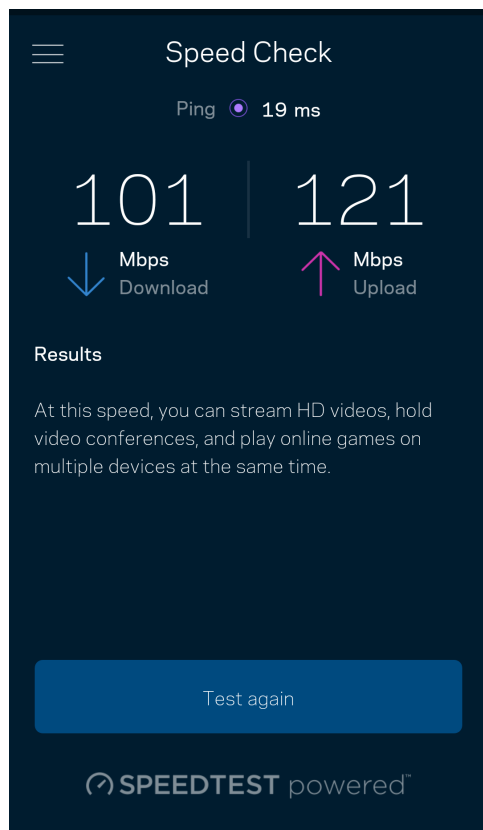 Speed Check
Ping 19 ms
101 121
Mbps Mbps
Download Upload
Results
At this speed, you can stream HD videos, hold
video conferences, and play online games on
multiple devices at the same time.
Test again
SPEEDTEST powered™